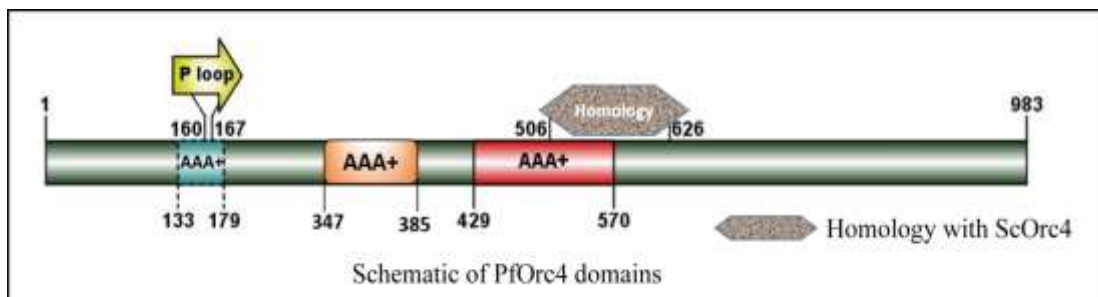 P loop
1
160 167
Homology
506
626
983
AAA+
AAA+
AAA+
133 179
347
385
429
570
Homology with ScOrc4
Schematic of PfOrc4 domains